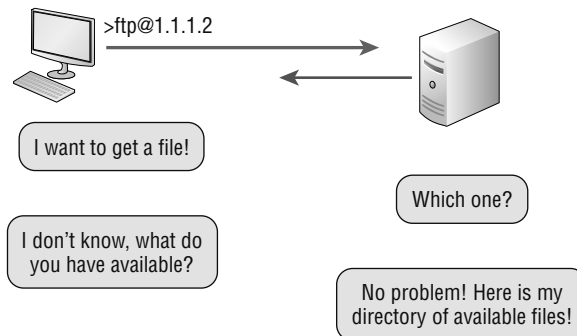 >ftp@1.1.1.2
I want to get a file!
Which one?
I don't know, what do
you have available?
No problem! Here is my
directory of available files!